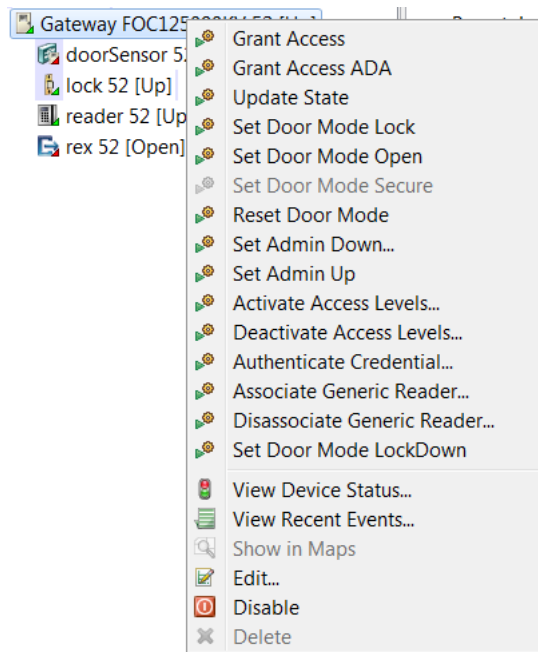 Gateway FOC125
doorSensor 5
lock 52 [Up]
reader 52 [Up
rex 52 [Open]
Grant Access
Grant Access ADA
Update State
Set Door Mode Lock
Set Door Mode Open
Set Door Mode Secure
Reset Door Mode
Set Admin Down...
Set Admin Up
Activate Access Levels...
Deactivate Access Levels...
Authenticate Credential...
Associate Generic Reader...
Disassociate Generic Reader...
Set Door Mode LockDown
View Device Status...
View Recent Events...
Show in Maps
Edit...
Disable
Delete